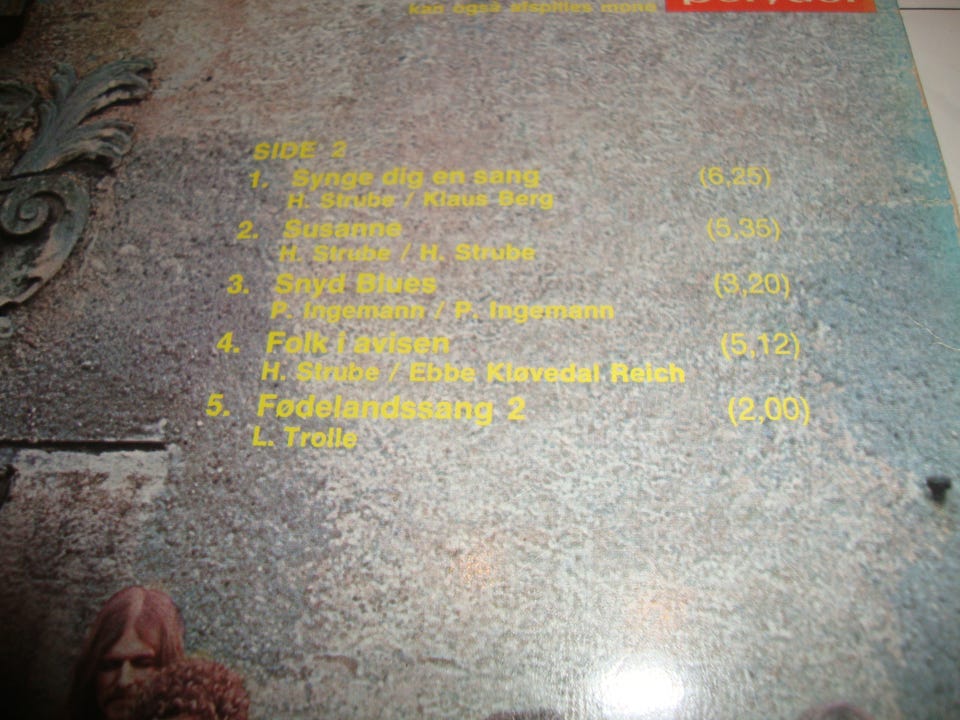 kan også afspilles mono
polydor
SIDE 2
1. Synge dig en sang (6,25)
H. Strube / Klaus Berg
2. Susanne (5,35)
H. Strube / H. Strube
3. Snyd Blues (3,20)
P. Ingemann / P. Ingemann
4. Folk i avisen (5,12)
H. Strube / Ebbe Kløvedal Reich
5. Fødelandssang 2 (2,00)
L. Trolle